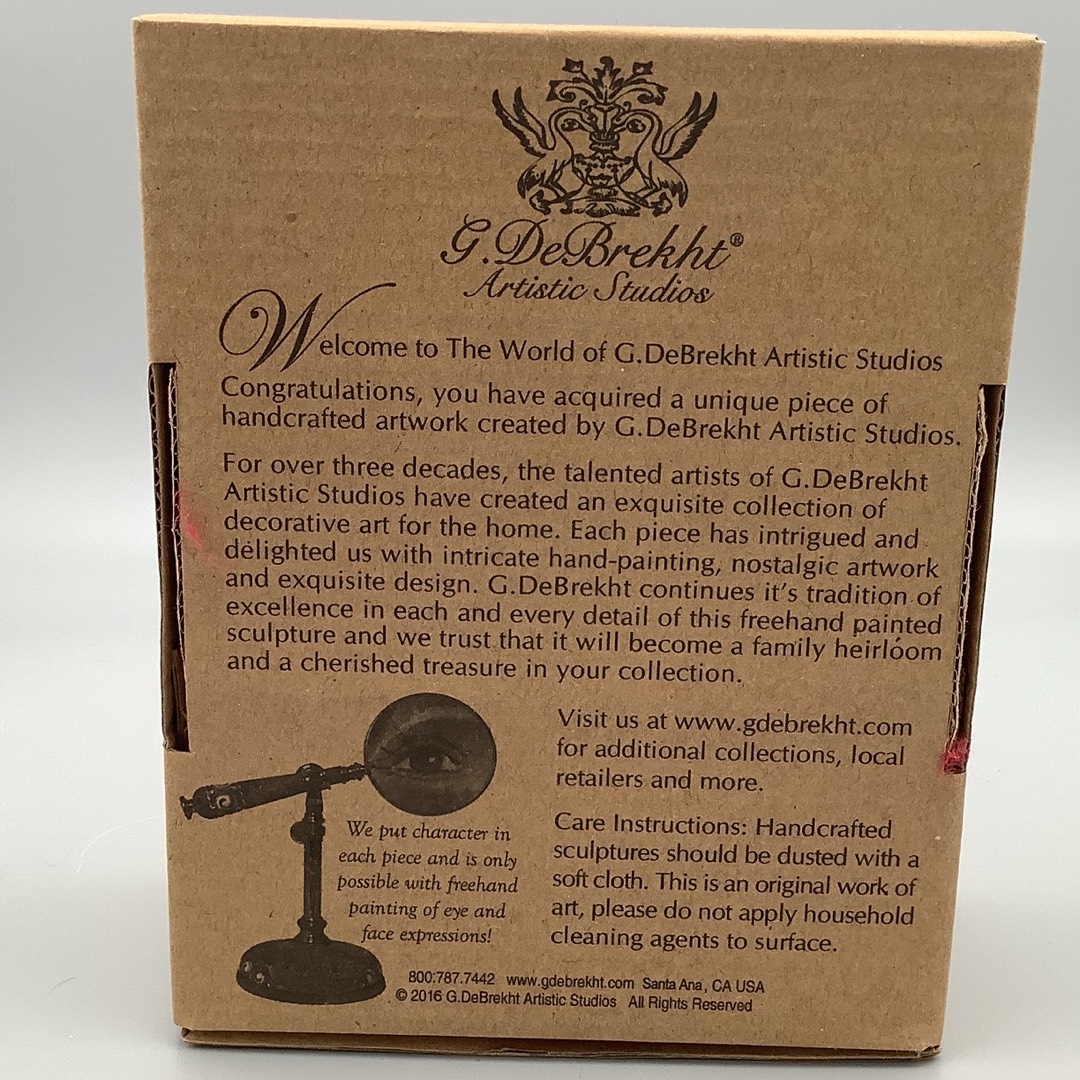 G.DeBrekht®
Artistic Studios
Welcome to The World of G.DeBrekht Artistic Studios
Congratulations, you have acquired a unique piece of
handcrafted artwork created by G.DeBrekht Artistic Studios.
For over three decades, the talented artists of G.DeBrekht
Artistic Studios have created an exquisite collection of
decorative art for the home. Each piece has intrigued and
delighted us with intricate hand-painting, nostalgic artwork
and exquisite design. G.DeBrekht continues it's tradition of
excellence in each and every detail of this freehand painted
sculpture and we trust that it will become a family heirloom
and a cherished treasure in your collection.
We put character in
each piece and is only
possible with freehand
painting of eye and
face expressions!
Visit us at www.gdebrekht.com
for additional collections, local
retailers and more.
Care Instructions: Handcrafted
sculptures should be dusted with a
soft cloth. This is an original work of
art, please do not apply household
cleaning agents to surface.
800.787.7442 www.gdebrekht.com Santa Ana, CA USA
© 2016 G.DeBrekht Artistic Studios All Rights Reserved